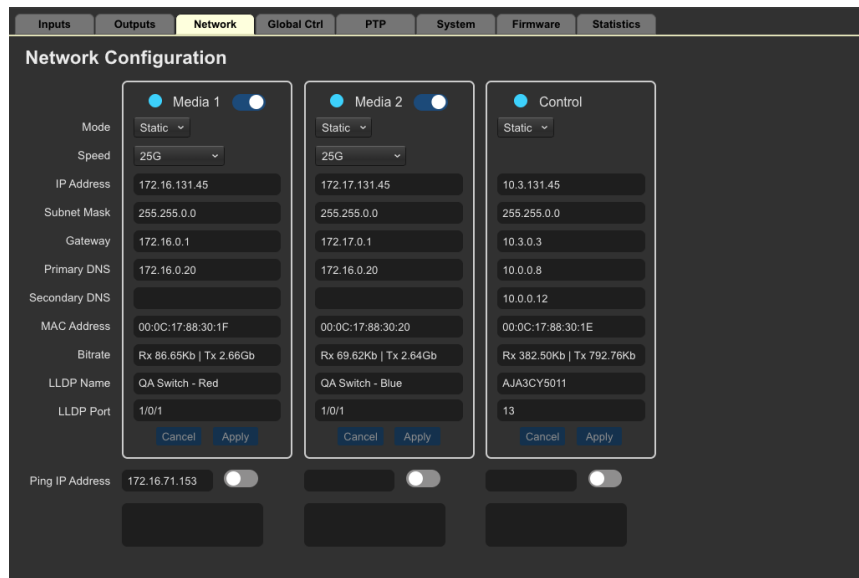 Inputs Outputs Network Global Ctrl PTP System Firmware Statistics
Network Configuration
Media 1 Media 2 Control
Mode Static Static Static
Speed 25G 25G
IP Address 172.16.131.45 172.17.131.45 10.3.131.45
Subnet Mask 255.255.0.0 255.255.0.0 255.255.0.0
Gateway 172.16.0.1 172.17.0.1 10.3.0.3
Primary DNS 172.16.0.20 172.16.0.20 10.0.0.8
Secondary DNS 10.0.0.12
MAC Address 00:0C:17:88:30:1F 00:0C:17:88:30:20 00:0C:17:88:30:1E
Bitrate Rx 86.65Kb | Tx 2.66Gb Rx 69.62Kb | Tx 2.64Gb Rx 382.50Kb | Tx 792.76Kb
LLDP Name QA Switch - Red QA Switch - Blue AJA3CY5011
LLDP Port 1/0/1 1/0/1 13
Cancel Apply Cancel Apply Cancel Apply
Ping IP Address 172.16.71.153